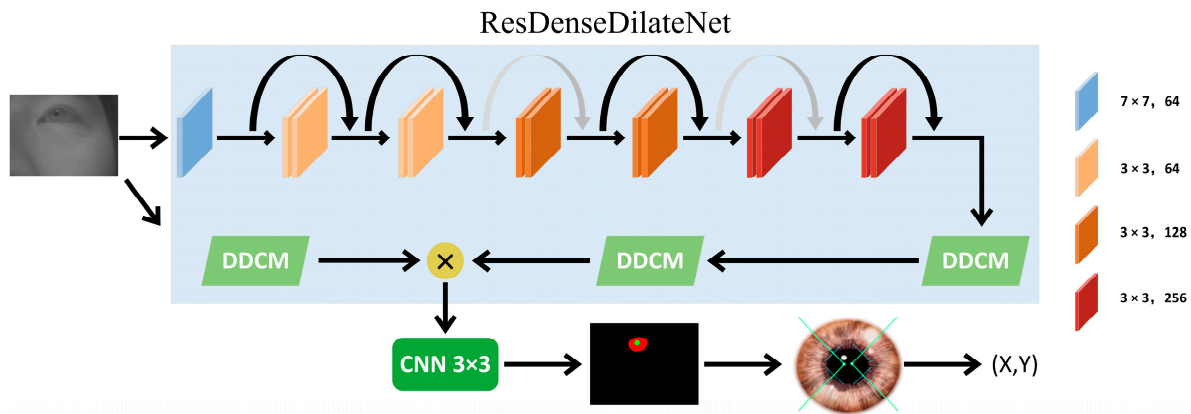 ResDenseDilateNet
7×7, 64
3×3, 64
3×3, 128
3×3, 256
DDCM
×
DDCM
DDCM
CNN 3×3
(X,Y)